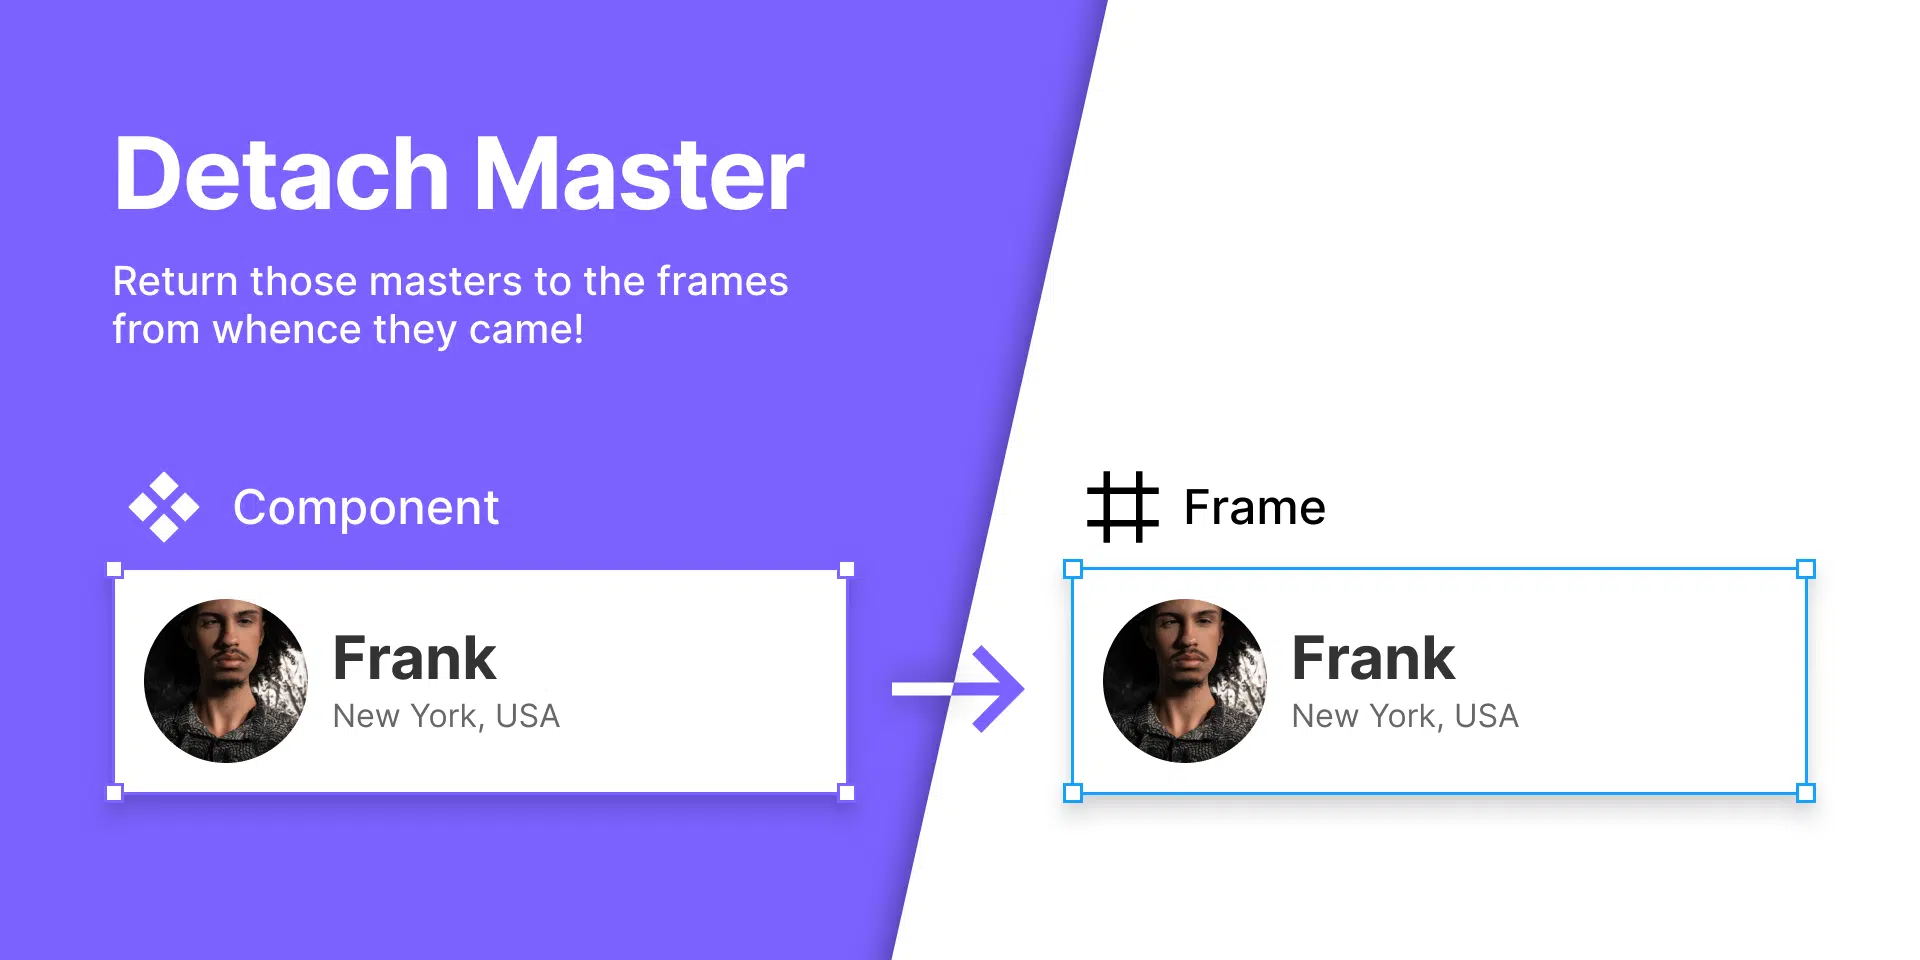 Detach Master
Return those masters to the frames
from whence they came!
Component
Frank
New York, USA
Frame
Frank
New York, USA